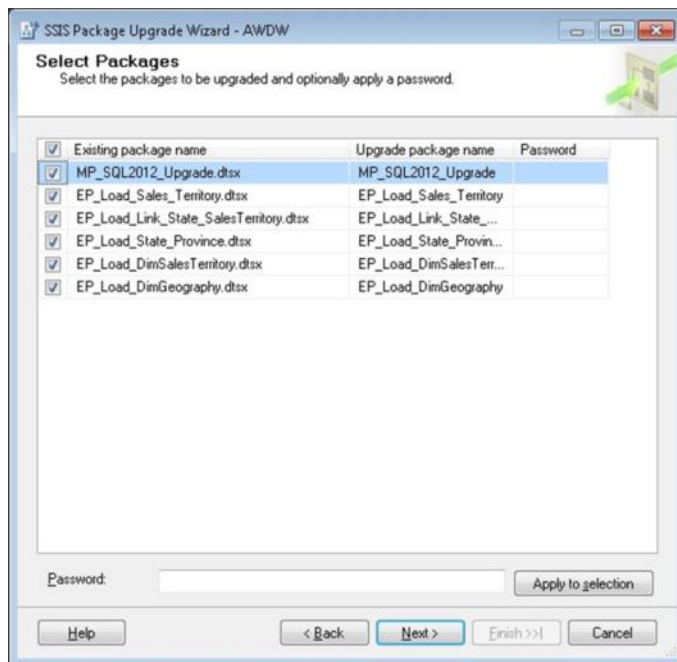 SSIS Package Upgrade Wizard - AWDW
Select Packages
Select the packages to be upgraded and optionally apply a password.
Existing package name Upgrade package name Password
MP_SQL2012_Upgrade.dtsx MP_SQL2012_Upgrade
EP_Load_Sales_Territory.dtsx EP_Load_Sales_Territory
EP_Load_Link_State_SalesTerritory.dtsx EP_Load_Link_State_...
EP_Load_State_Province.dtsx EP_Load_State_Provin...
EP_Load_DimSalesTerritory.dtsx EP_Load_DimSalesTerr...
EP_Load_DimGeography.dtsx EP_Load_DimGeography
Password: Apply to selection
Help < Back Next > Finish >>| Cancel